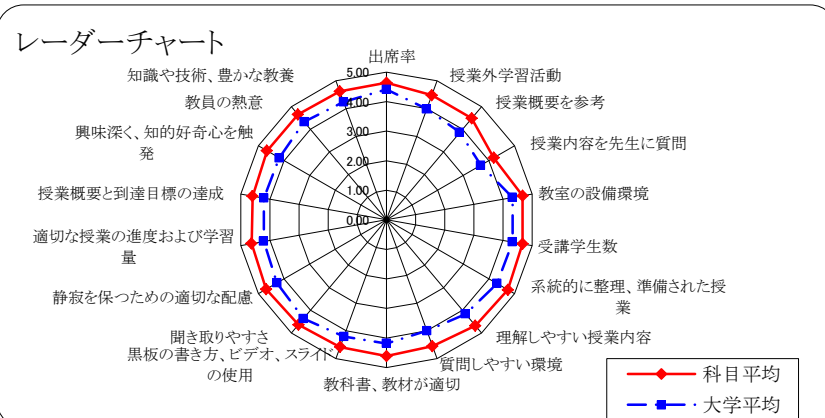 レーダーチャート
出席率
授業外学習活動
授業概要を参考
授業内容を先生に質問
教室の設備環境
受講学生数
系統的に整理、準備された授
業
理解しやすい授業内容
質問しやすい環境
教科書、教材が適切
黒板の書き方、ビデオ、スライド
の使用
聞き取りやすさ
静寂を保つための適切な配慮
適切な授業の進度および学習
量
授業概要と到達目標の達成
興味深く、知的好奇心を触
発
教員の熱意
知識や技術、豊かな教養
5.00
4.00
3.00
2.00
1.00
0.00
科目平均
大学平均